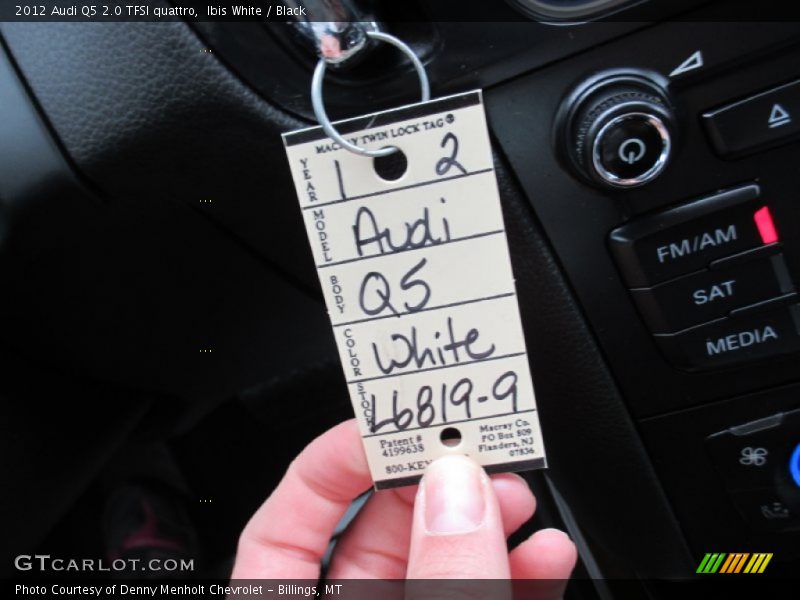 2012 Audi Q5 2.0 TFSI quattro, Ibis White / Black
MACRAY TWIN LOCK TAG
YEAR 1 2
MODEL Audi
BODY Q5
COLOR White
STOCK L6819-9
Patent #
4199638
800-KEY
Macray Co.
PO Box 809
Flanders, NJ
07836
FM/AM
SAT
MEDIA
GTCARLOT.COM
Photo Courtesy of Denny Menholt Chevrolet – Billings, MT